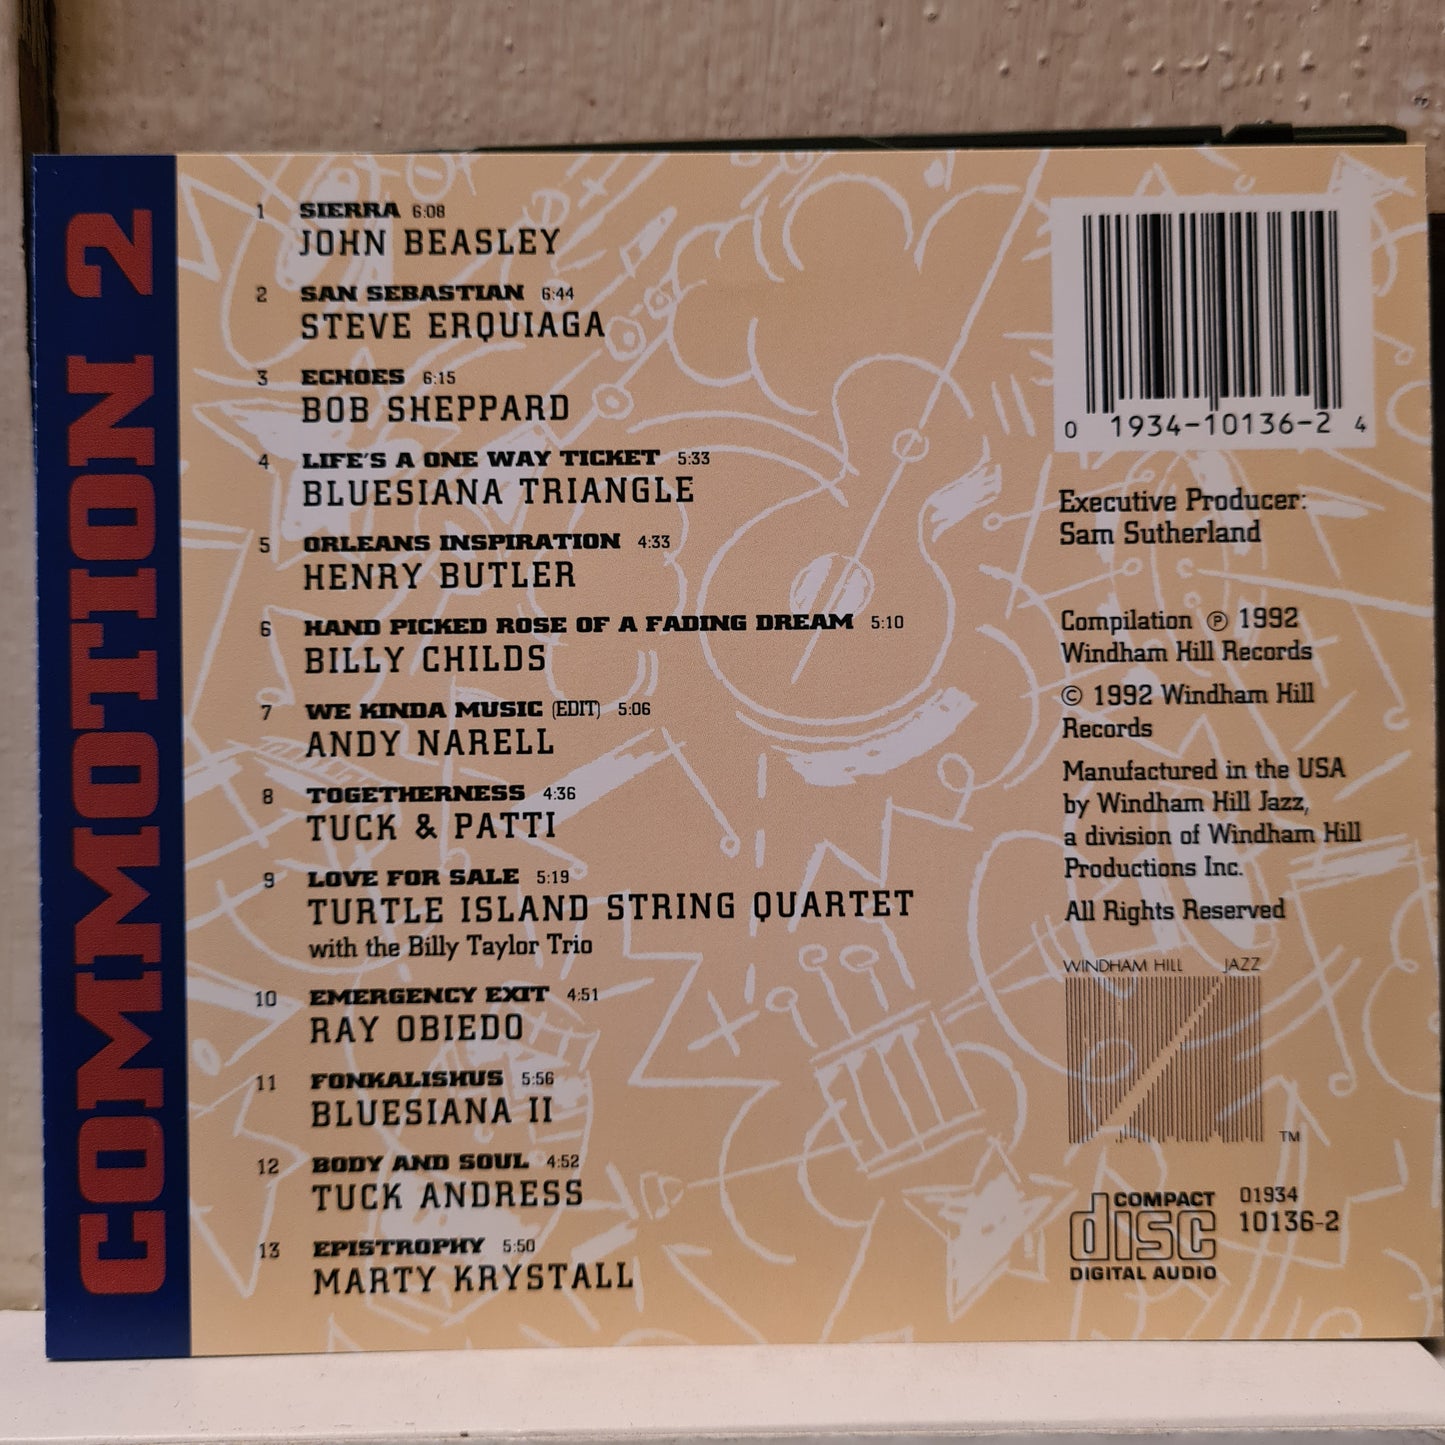 COMMOTION 2
1 SIERRA 6:08
JOHN BEASLEY
2 SAN SEBASTIAN 6:44
STEVE ERQUIAGA
3 ECHOES 6:15
BOB SHEPPARD
4 LIFE'S A ONE WAY TICKET 5:33
BLUESIANA TRIANGLE
5 ORLEANS INSPIRATION 4:33
HENRY BUTLER
6 HAND PICKED ROSE OF A FADING DREAM 5:10
BILLY CHILDS
7 WE KINDA MUSIC (EDIT) 5:06
ANDY NARELL
8 TOGETHERNESS 4:36
TUCK & PATTI
9 LOVE FOR SALE 5:19
TURTLE ISLAND STRING QUARTET
with the Billy Taylor Trio
10 EMERGENCY EXIT 4:51
RAY OBIEDO
11 FONKALISHUS 5:56
BLUESIANA II
12 BODY AND SOUL 4:52
TUCK ANDRESS
13 EPISTROPHY 5:50
MARTY KRYSTALL
0 1934-10136-2 4
Executive Producer:
Sam Sutherland
Compilation ℗ 1992
Windham Hill Records
© 1992 Windham Hill
Records
Manufactured in the USA
by Windham Hill Jazz,
a division of Windham Hill
Productions Inc.
All Rights Reserved
WINDHAM HILL JAZZ
TM
COMPACT
disc
DIGITAL AUDIO
01934
10136-2